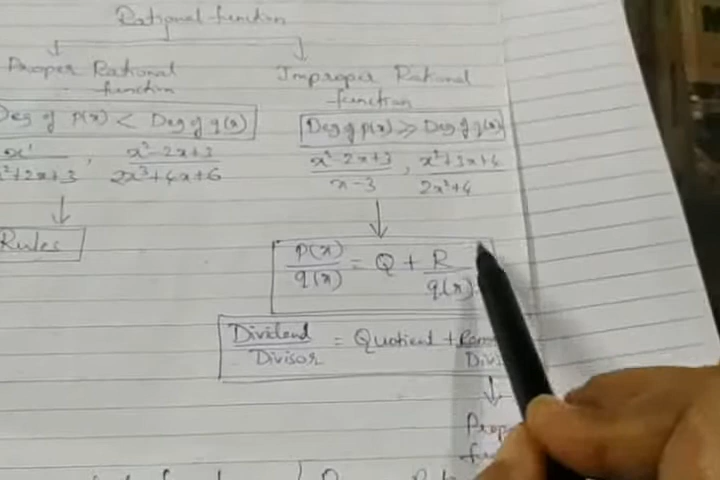 Rational function
Proper Rational function
Improper Rational function
Deg of p(x) < Deg of q(x)
Deg of p(x) ≥ Deg of q(x)
x²-2x+3 / 2x³+4x+6
x²-2x+3 / x-3 , x²+3x+6 / 2x²+4
Rules
p(x)/q(x) = Q + R/q(x)
Dividend/Divisor = Quotient +